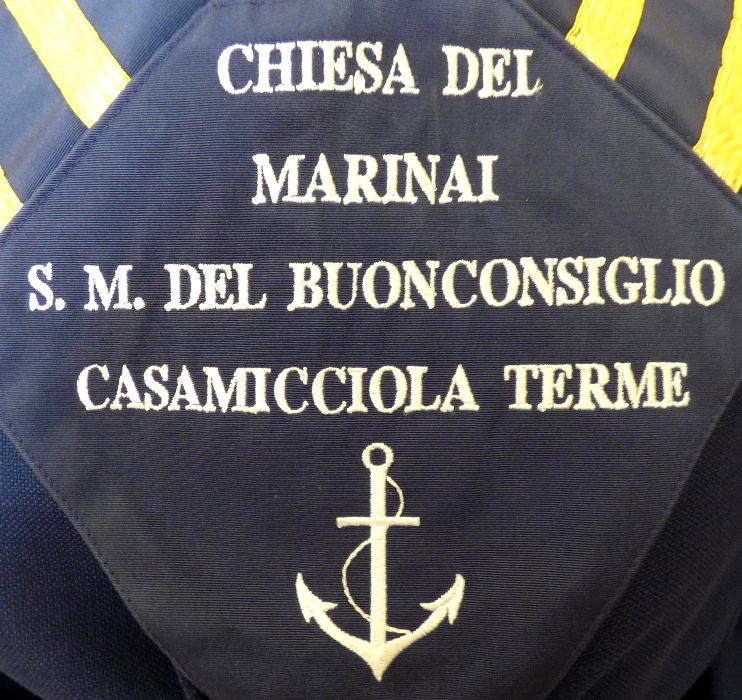 CHIESA DEL
MARINAI
S. M. DEL BUONCONSIGLIO
CASAMICCIOLA TERME